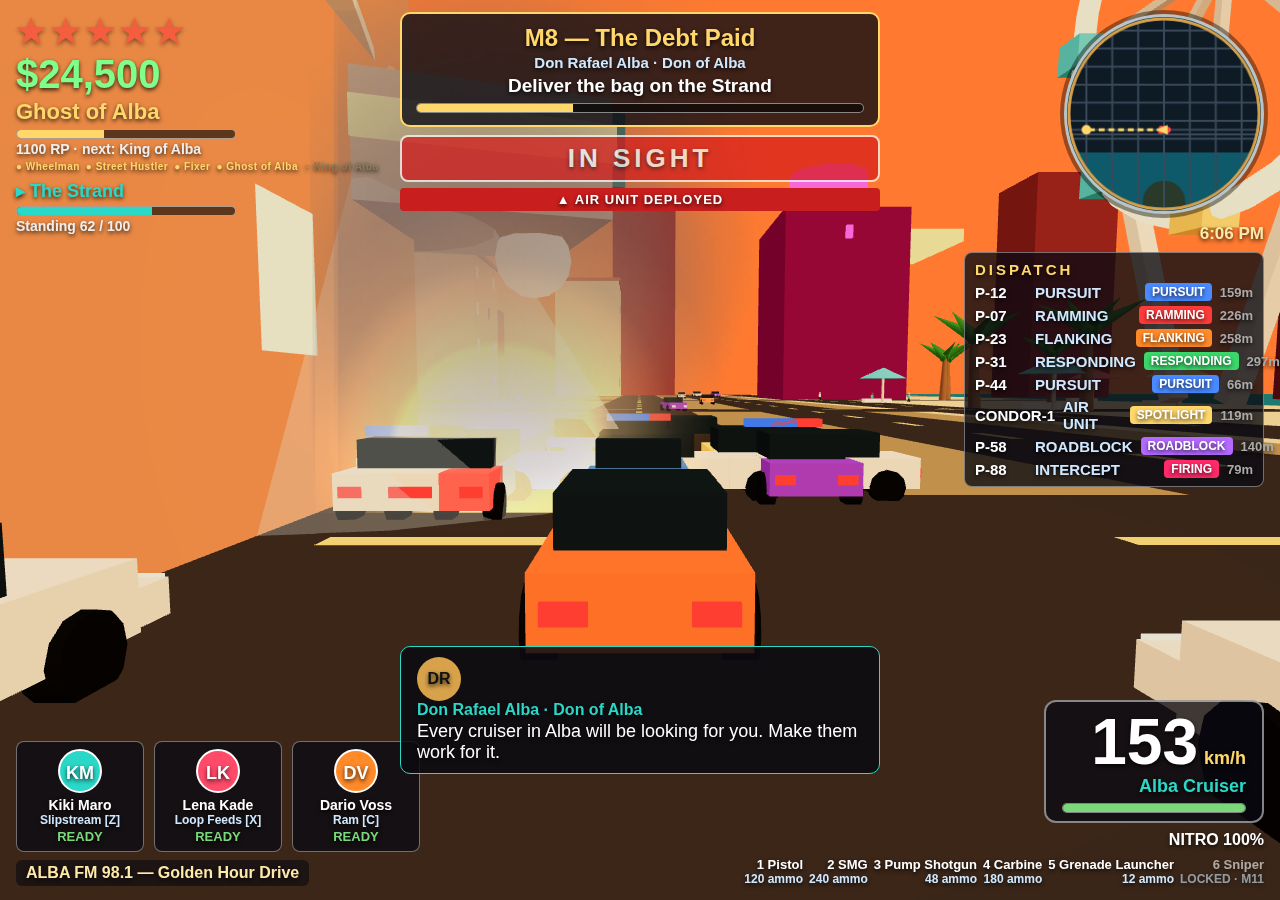 ★★★★★
$24,500
Ghost of Alba
1100 RP · next: King of Alba
● Wheelman ● Street Hustler ● Fixer ● Ghost of Alba ○ King of Alba
▸ The Strand
Standing 62 / 100
M8 — The Debt Paid
Don Rafael Alba · Don of Alba
Deliver the bag on the Strand
IN SIGHT
▲ AIR UNIT DEPLOYED
6:06 PM
DISPATCH
P-12 PURSUIT PURSUIT 159m
P-07 RAMMING RAMMING 226m
P-23 FLANKING FLANKING 258m
P-31 RESPONDING RESPONDING 297m
P-44 PURSUIT PURSUIT 66m
CONDOR-1 AIR UNIT SPOTLIGHT 119m
P-58 ROADBLOCK ROADBLOCK 140m
P-88 INTERCEPT FIRING 79m
DR
Don Rafael Alba · Don of Alba
Every cruiser in Alba will be looking for you. Make them
work for it.
KM
Kiki Maro
Slipstream [Z]
READY
LK
Lena Kade
Loop Feeds [X]
READY
DV
Dario Voss
Ram [C]
READY
ALBA FM 98.1 — Golden Hour Drive
153 km/h
Alba Cruiser
NITRO 100%
1 Pistol 2 SMG 3 Pump Shotgun 4 Carbine 5 Grenade Launcher 6 Sniper
120 ammo 240 ammo 48 ammo 180 ammo 12 ammo LOCKED · M11